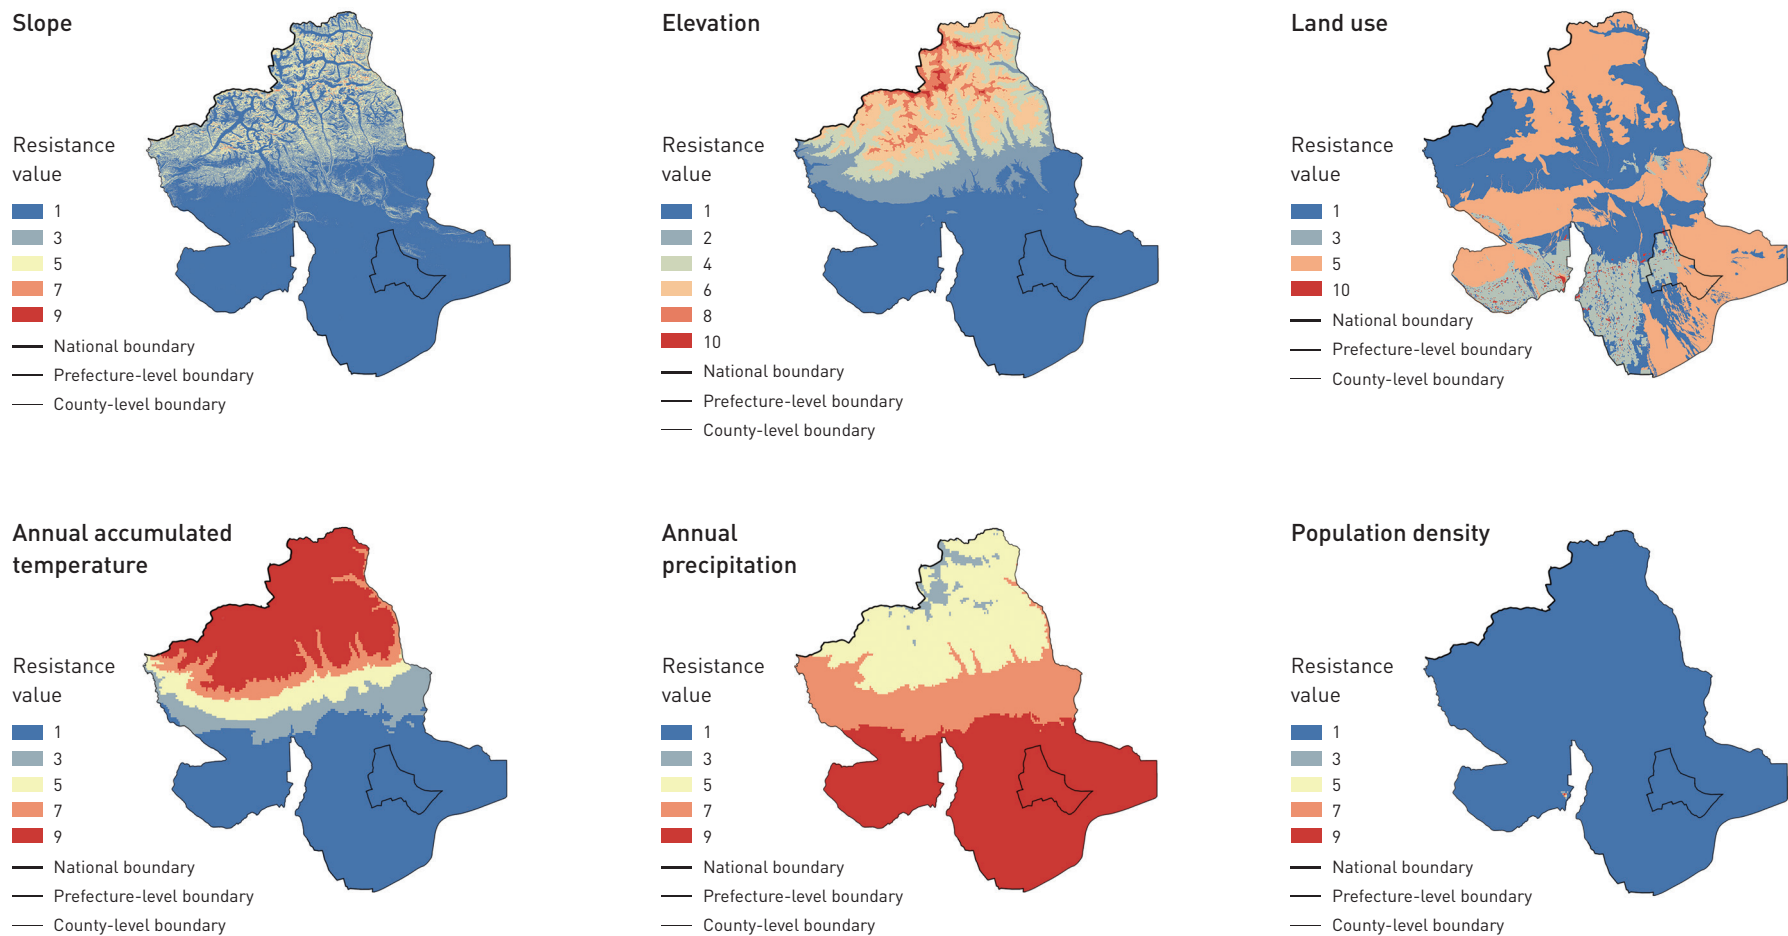 Slope
Resistance
value
1
3
5
7
9
National boundary
Prefecture-level boundary
County-level boundary
Elevation
Resistance
value
1
2
4
6
8
10
National boundary
Prefecture-level boundary
County-level boundary
Land use
Resistance
value
1
3
5
10
National boundary
Prefecture-level boundary
County-level boundary
Annual accumulated
temperature
Resistance
value
1
3
5
7
9
National boundary
Prefecture-level boundary
County-level boundary
Annual
precipitation
Resistance
value
1
3
5
7
9
National boundary
Prefecture-level boundary
County-level boundary
Population density
Resistance
value
1
3
5
7
9
National boundary
Prefecture-level boundary
County-level boundary